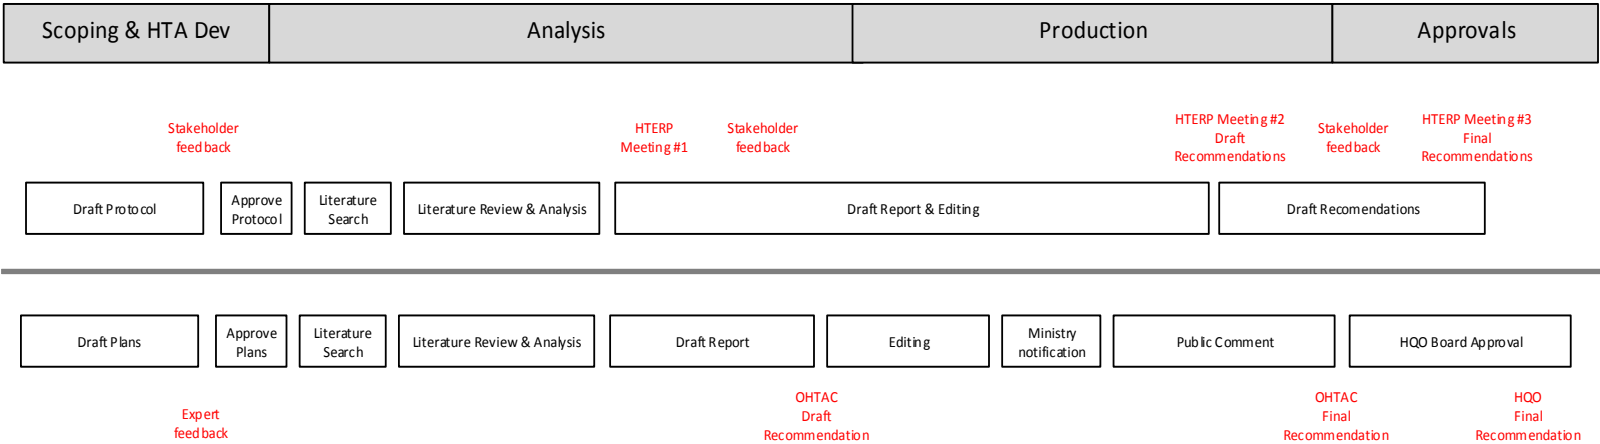 Scoping & HTA Dev
Analysis
Production
Approvals
Stakeholder
feedback
HTERP
Meeting #1
Stakeholder
feedback
HTERP Meeting #2
Draft
Recommendations
Stakeholder
feedback
HTERP Meeting #3
Final
Recommendations
Draft Protocol
Approve
Protocol
Literature
Search
Literature Review & Analysis
Draft Report & Editing
Draft Recomendations
Draft Plans
Approve
Plans
Literature
Search
Literature Review & Analysis
Draft Report
Editing
Ministry
notification
Public Comment
HQO Board Approval
Expert
feedback
OHTAC
Draft
Recommendation
OHTAC
Final
Recommendation
HQO
Final
Recommendation